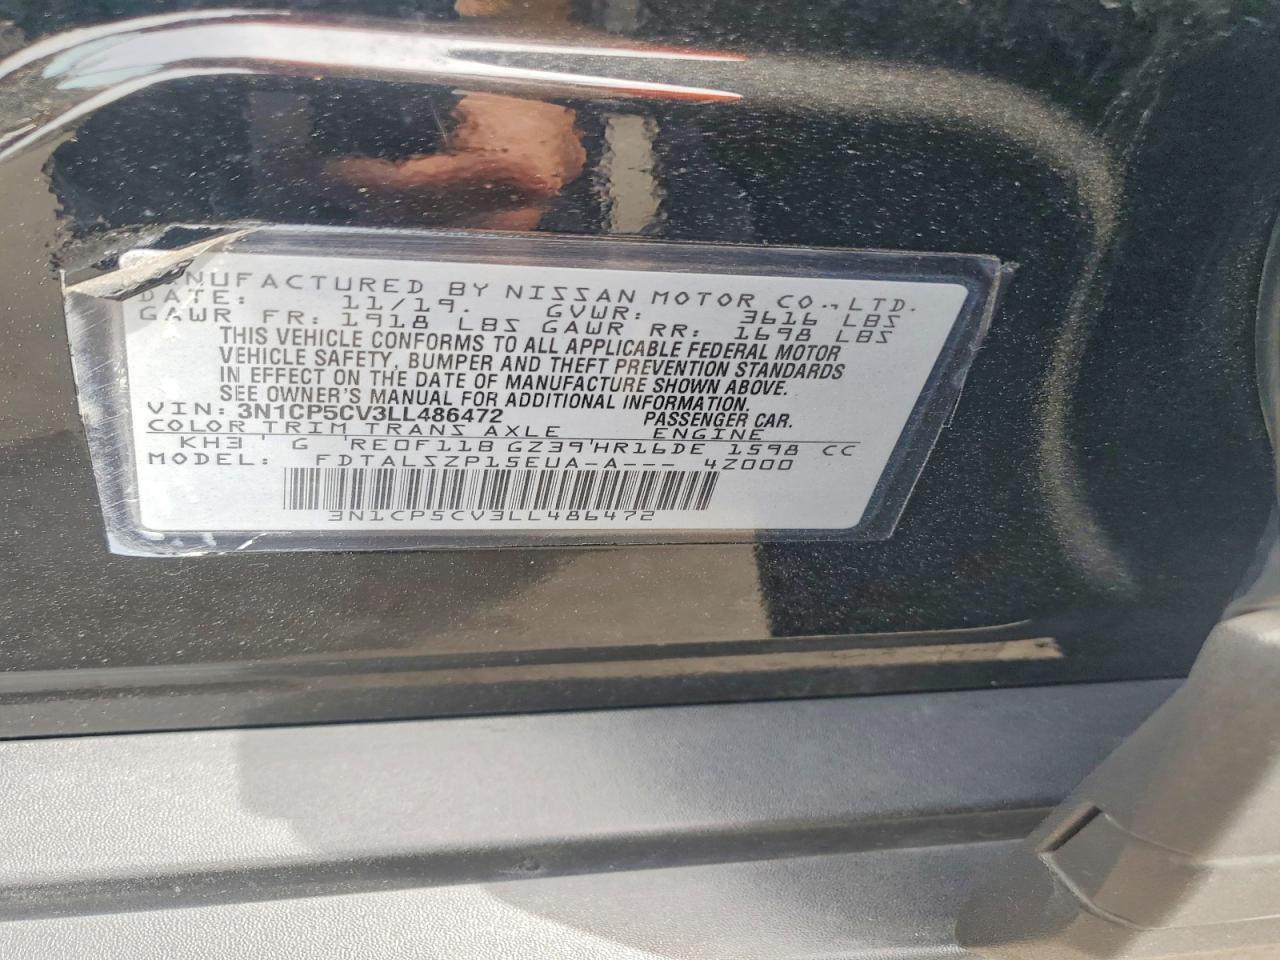 MANUFACTURED BY NISSAN MOTOR CO., LTD.
DATE: 11/19. GVWR: 3616 LBS
GAWR FR: 1918 LBS GAWR RR: 1698 LBS
THIS VEHICLE CONFORMS TO ALL APPLICABLE FEDERAL MOTOR
VEHICLE SAFETY, BUMPER AND THEFT PREVENTION STANDARDS
IN EFFECT ON THE DATE OF MANUFACTURE SHOWN ABOVE.
SEE OWNER'S MANUAL FOR ADDITIONAL INFORMATION.
VIN: 3N1CP5CV3LL486472 PASSENGER CAR.
COLOR TRIM TRANS AXLE ENGINE
KH3 ' G 'RE0F11B GZ39'HR16DE 1598 CC
MODEL: FDTALSZP15EUA-A--- 4Z000
3N1CP5CV3LL486472